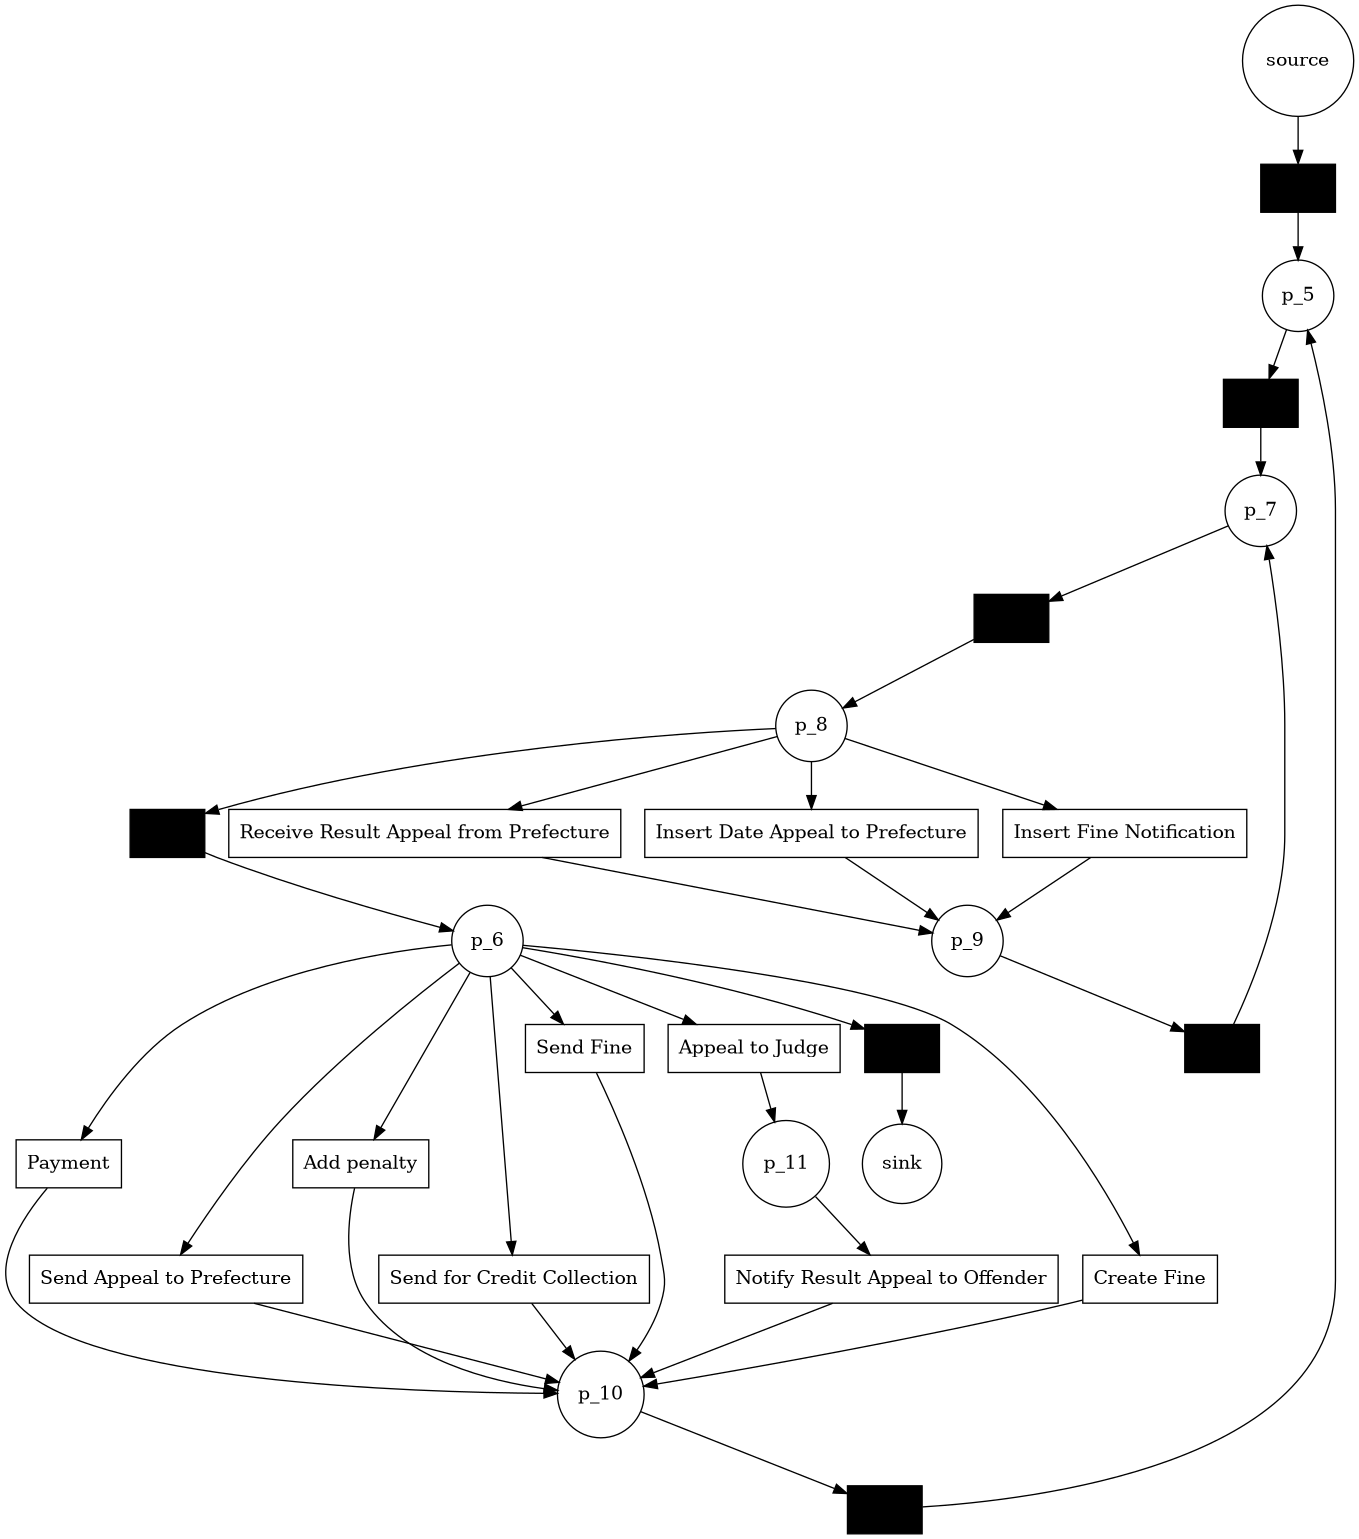 source
p_5
p_7
p_8
Receive Result Appeal from Prefecture
Insert Date Appeal to Prefecture
Insert Fine Notification
p_6
p_9
Send Fine
Appeal to Judge
Payment
Add penalty
p_11
sink
Send Appeal to Prefecture
Send for Credit Collection
Notify Result Appeal to Offender
Create Fine
p_10